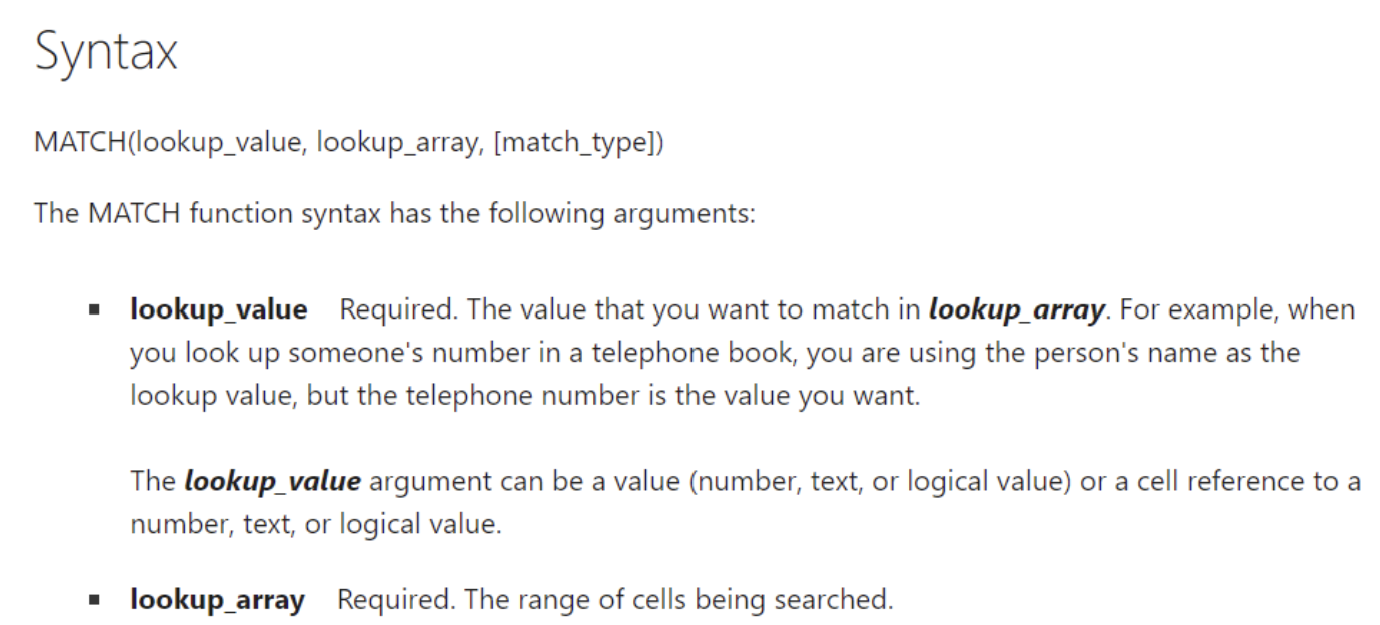 Syntax
MATCH(lookup_value, lookup_array, [match_type])
The MATCH function syntax has the following arguments:
▪ lookup_value Required. The value that you want to match in lookup_array. For example, when
you look up someone's number in a telephone book, you are using the person's name as the
lookup value, but the telephone number is the value you want.
The lookup_value argument can be a value (number, text, or logical value) or a cell reference to a
number, text, or logical value.
▪ lookup_array Required. The range of cells being searched.